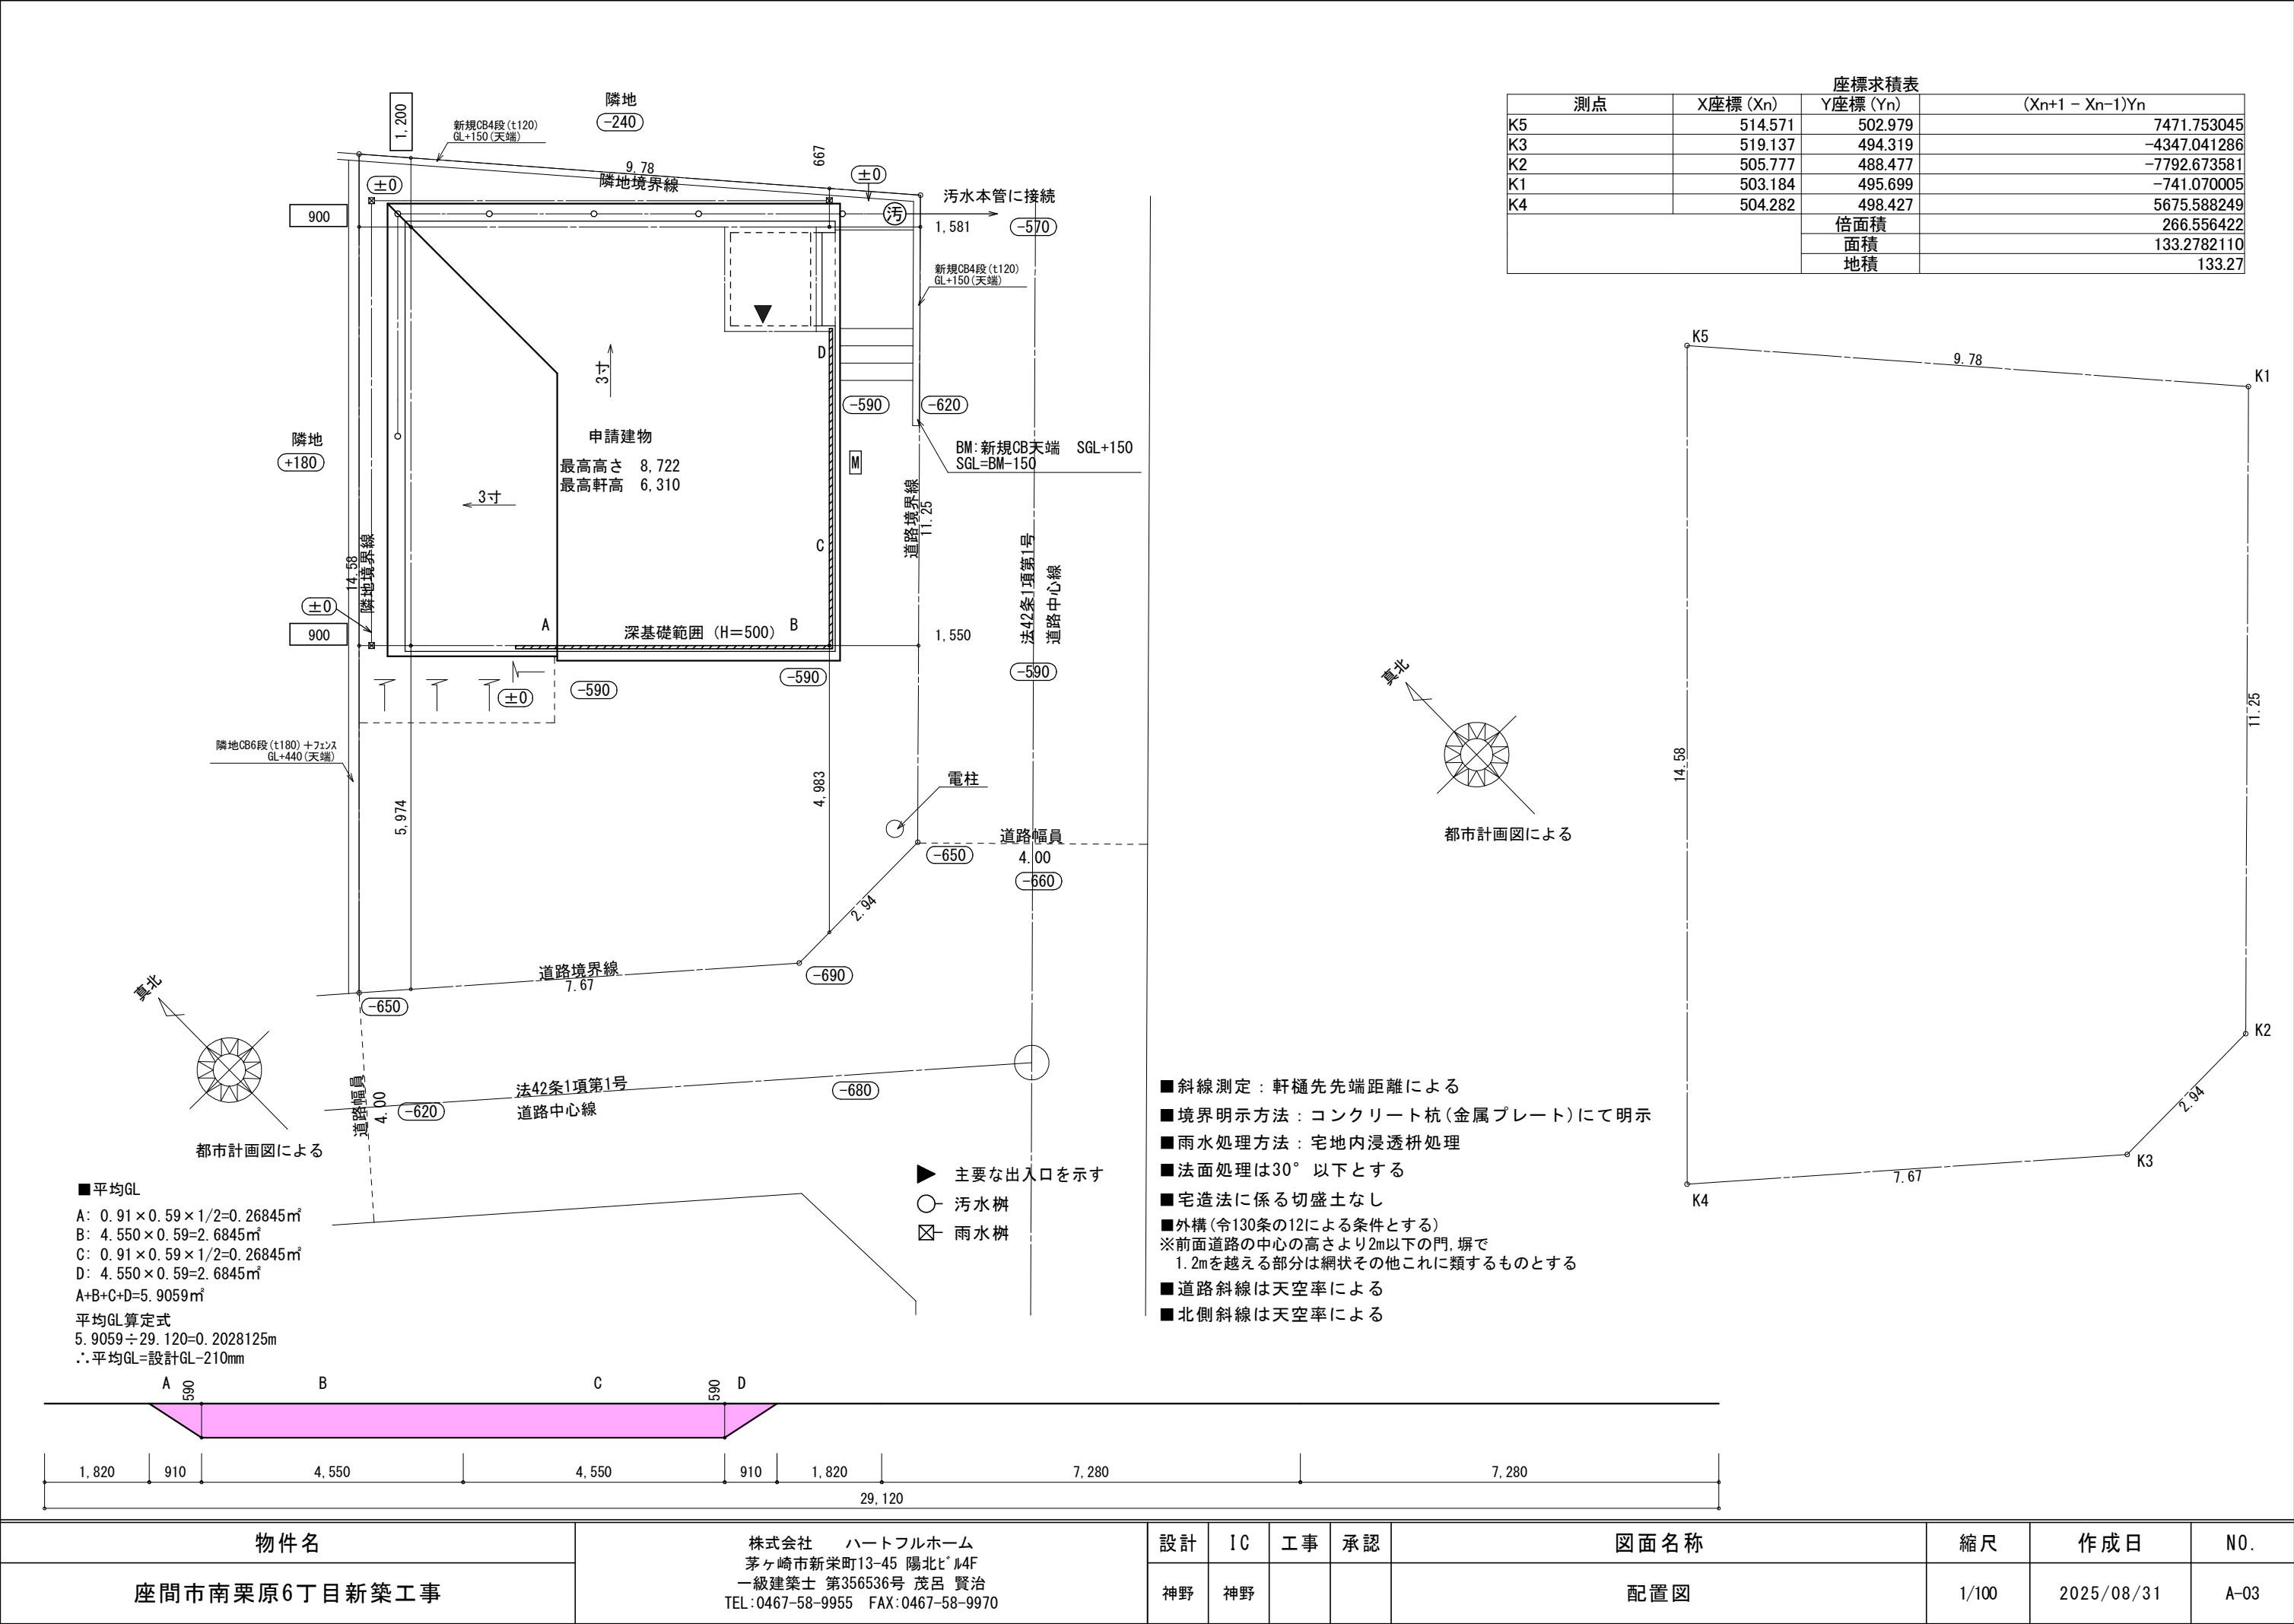 座標求積表
測点 X座標(Xn) Y座標(Yn) (Xn+1 − Xn−1)Yn
K5 514.571 502.979 7471.753045
K3 519.137 494.319 −4347.041286
K2 505.777 488.477 −7792.673581
K1 503.184 495.699 −741.070005
K4 504.282 498.427 5675.588249
倍面積 266.556422
面積 133.2782110
地積 133.27
1,200
隣地
-240
新規CB4段(t120)
GL+150(天端)
9.78
隣地境界線
667
±0
±0
汚水本管に接続
汚
900
1,581
-570
新規CB4段(t120)
GL+150(天端)
D
3寸
-590
-620
申請建物
最高高さ 8,722
最高軒高 6,310
隣地
+180
M
BM:新規CB天端 SGL+150
SGL=BM-150
3寸
道路境界線
11.25
C
14.58
隣地境界線
法42条1項第1号
道路中心線
±0
900
A
深基礎範囲(H=500)
B
1,550
-590
-590
-590
±0
隣地CB6段(t180)+フェンス
GL+440(天端)
5,974
4,983
電柱
道路幅員
4.00
-650
-660
2.94
-690
道路境界線
7.67
-650
真北
都市計画図による
道路幅員
4.00
-620
法42条1項第1号
道路中心線
-680
K5
9.78
K1
14.58
11.25
K2
2.94
K3
7.67
K4
真北
都市計画図による
主要な出入口を示す
汚水桝
雨水桝
■斜線測定：軒樋先先端距離による
■境界明示方法：コンクリート杭(金属プレート)にて明示
■雨水処理方法：宅地内浸透枡処理
■法面処理は30°以下とする
■宅造法に係る切盛土なし
■外構(令130条の12による条件とする)
※前面道路の中心の高さより2m以下の門,塀で
1.2mを越える部分は網状その他これに類するものとする
■道路斜線は天空率による
■北側斜線は天空率による
■平均GL
A: 0.91×0.59×1/2=0.26845㎡
B: 4.550×0.59=2.6845㎡
C: 0.91×0.59×1/2=0.26845㎡
D: 4.550×0.59=2.6845㎡
A+B+C+D=5.9059㎡
平均GL算定式
5.9059÷29.120=0.2028125m
∴平均GL=設計GL-210mm
A 590 B C 590 D
1,820 910 4,550 4,550 910 1,820 7,280 7,280
29,120
物件名
座間市南栗原6丁目新築工事
株式会社 ハートフルホーム
茅ヶ崎市新栄町13-45 陽北ﾋﾞﾙ4F
一級建築士 第356536号 茂呂 賢治
TEL:0467-58-9955 FAX:0467-58-9970
設計 IC 工事 承認 図面名称 縮尺 作成日 NO.
神野 神野 配置図 1/100 2025/08/31 A-03